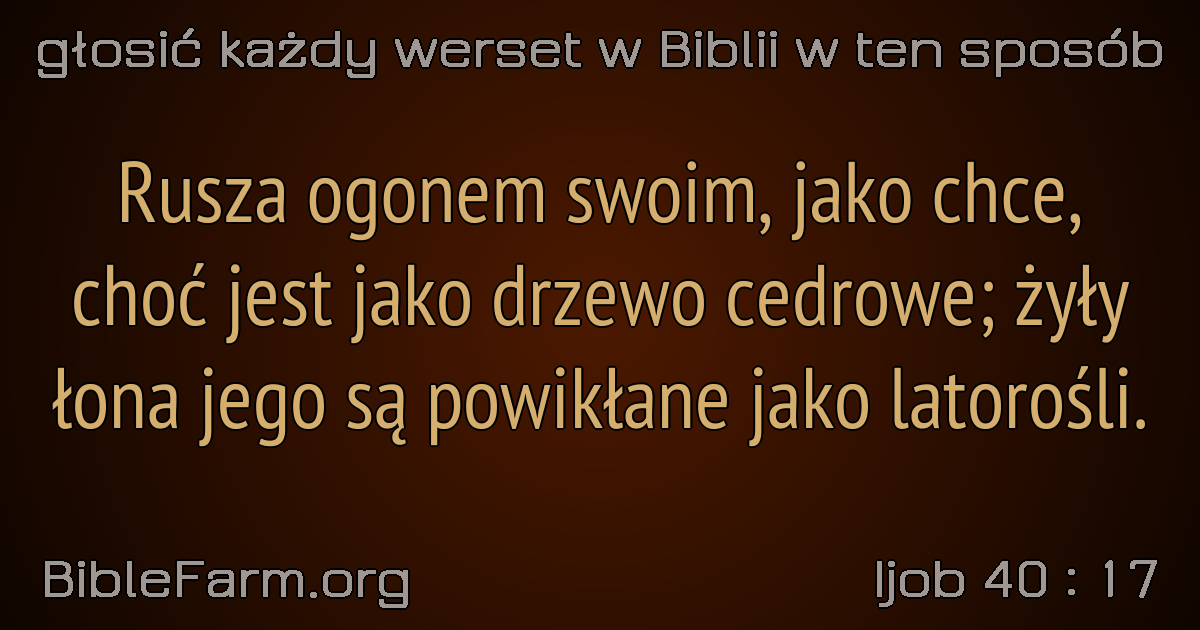 głosić każdy werset w Biblii w ten sposób
Rusza ogonem swoim, jako chce,
choć jest jako drzewo cedrowe; żyły
łona jego są powikłane jako latorośli.
BibleFarm.org
Ijob 40 : 17